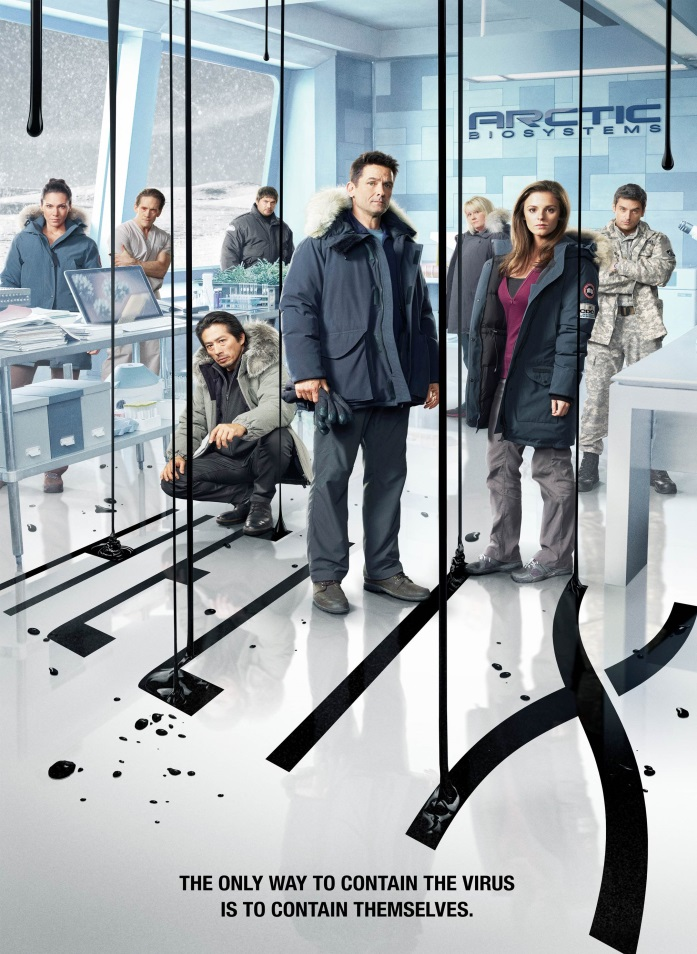 ARCTIC
BIOSYSTEMS
THE ONLY WAY TO CONTAIN THE VIRUS
IS TO CONTAIN THEMSELVES.